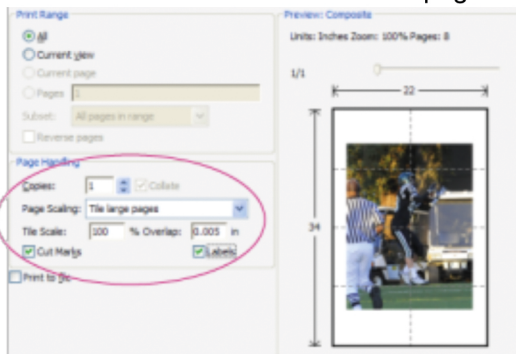 Print Range
All
Current view
Current page
Pages 1
Subset: All pages in range
Reverse pages
Page Handling
Copies: 1 Collate
Page Scaling: Tile large pages
Tile Scale: 100 % Overlap: 0.005 in
Cut Marks Labels
Print to file
Preview: Composite
Units: Inches Zoom: 100% Pages: 8
1/1
22
34